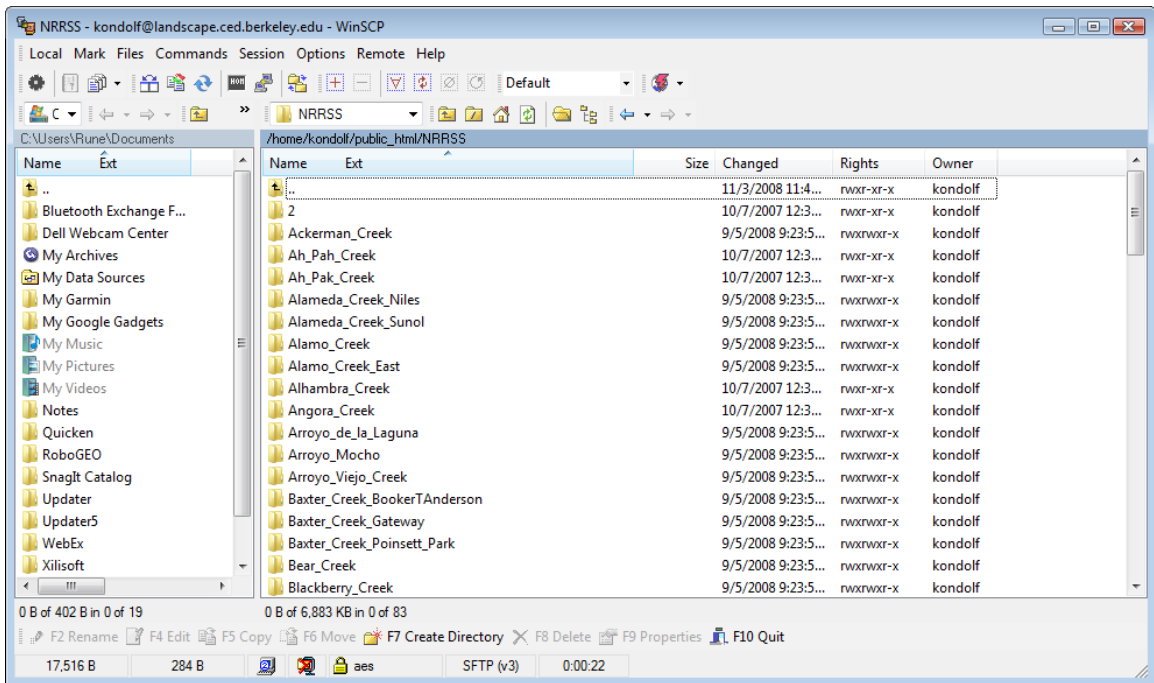 NRRSS - kondolf@landscape.ced.berkeley.edu - WinSCP
Local Mark Files Commands Session Options Remote Help
Default
C NRRSS
C:\Users\Rune\Documents /home/kondolf/public_html/NRRSS
Name Ext Name Ext Size Changed Rights Owner
.. .. 11/3/2008 11:4... rwxr-xr-x kondolf
Bluetooth Exchange F... 2 10/7/2007 12:3... rwxr-xr-x kondolf
Dell Webcam Center Ackerman_Creek 9/5/2008 9:23:5... rwxrwxr-x kondolf
My Archives Ah_Pah_Creek 10/7/2007 12:3... rwxr-xr-x kondolf
My Data Sources Ah_Pak_Creek 10/7/2007 12:3... rwxr-xr-x kondolf
My Garmin Alameda_Creek_Niles 9/5/2008 9:23:5... rwxrwxr-x kondolf
My Google Gadgets Alameda_Creek_Sunol 9/5/2008 9:23:5... rwxrwxr-x kondolf
My Music Alamo_Creek 9/5/2008 9:23:5... rwxrwxr-x kondolf
My Pictures Alamo_Creek_East 9/5/2008 9:23:5... rwxrwxr-x kondolf
My Videos Alhambra_Creek 10/7/2007 12:3... rwxr-xr-x kondolf
Notes Angora_Creek 10/7/2007 12:3... rwxr-xr-x kondolf
Quicken Arroyo_de_la_Laguna 9/5/2008 9:23:5... rwxrwxr-x kondolf
RoboGEO Arroyo_Mocho 9/5/2008 9:23:5... rwxrwxr-x kondolf
SnagIt Catalog Arroyo_Viejo_Creek 9/5/2008 9:23:5... rwxrwxr-x kondolf
Updater Baxter_Creek_BookerTAnderson 9/5/2008 9:23:5... rwxrwxr-x kondolf
Updater5 Baxter_Creek_Gateway 9/5/2008 9:23:5... rwxrwxr-x kondolf
WebEx Baxter_Creek_Poinsett_Park 9/5/2008 9:23:5... rwxrwxr-x kondolf
Xilisoft Bear_Creek 9/5/2008 9:23:5... rwxrwxr-x kondolf
Blackberry_Creek 9/5/2008 9:23:5... rwxrwxr-x kondolf
0 B of 402 B in 0 of 19 0 B of 6,883 KB in 0 of 83
F2 Rename F4 Edit F5 Copy F6 Move F7 Create Directory F8 Delete F9 Properties F10 Quit
17,516 B 284 B aes SFTP (v3) 0:00:22